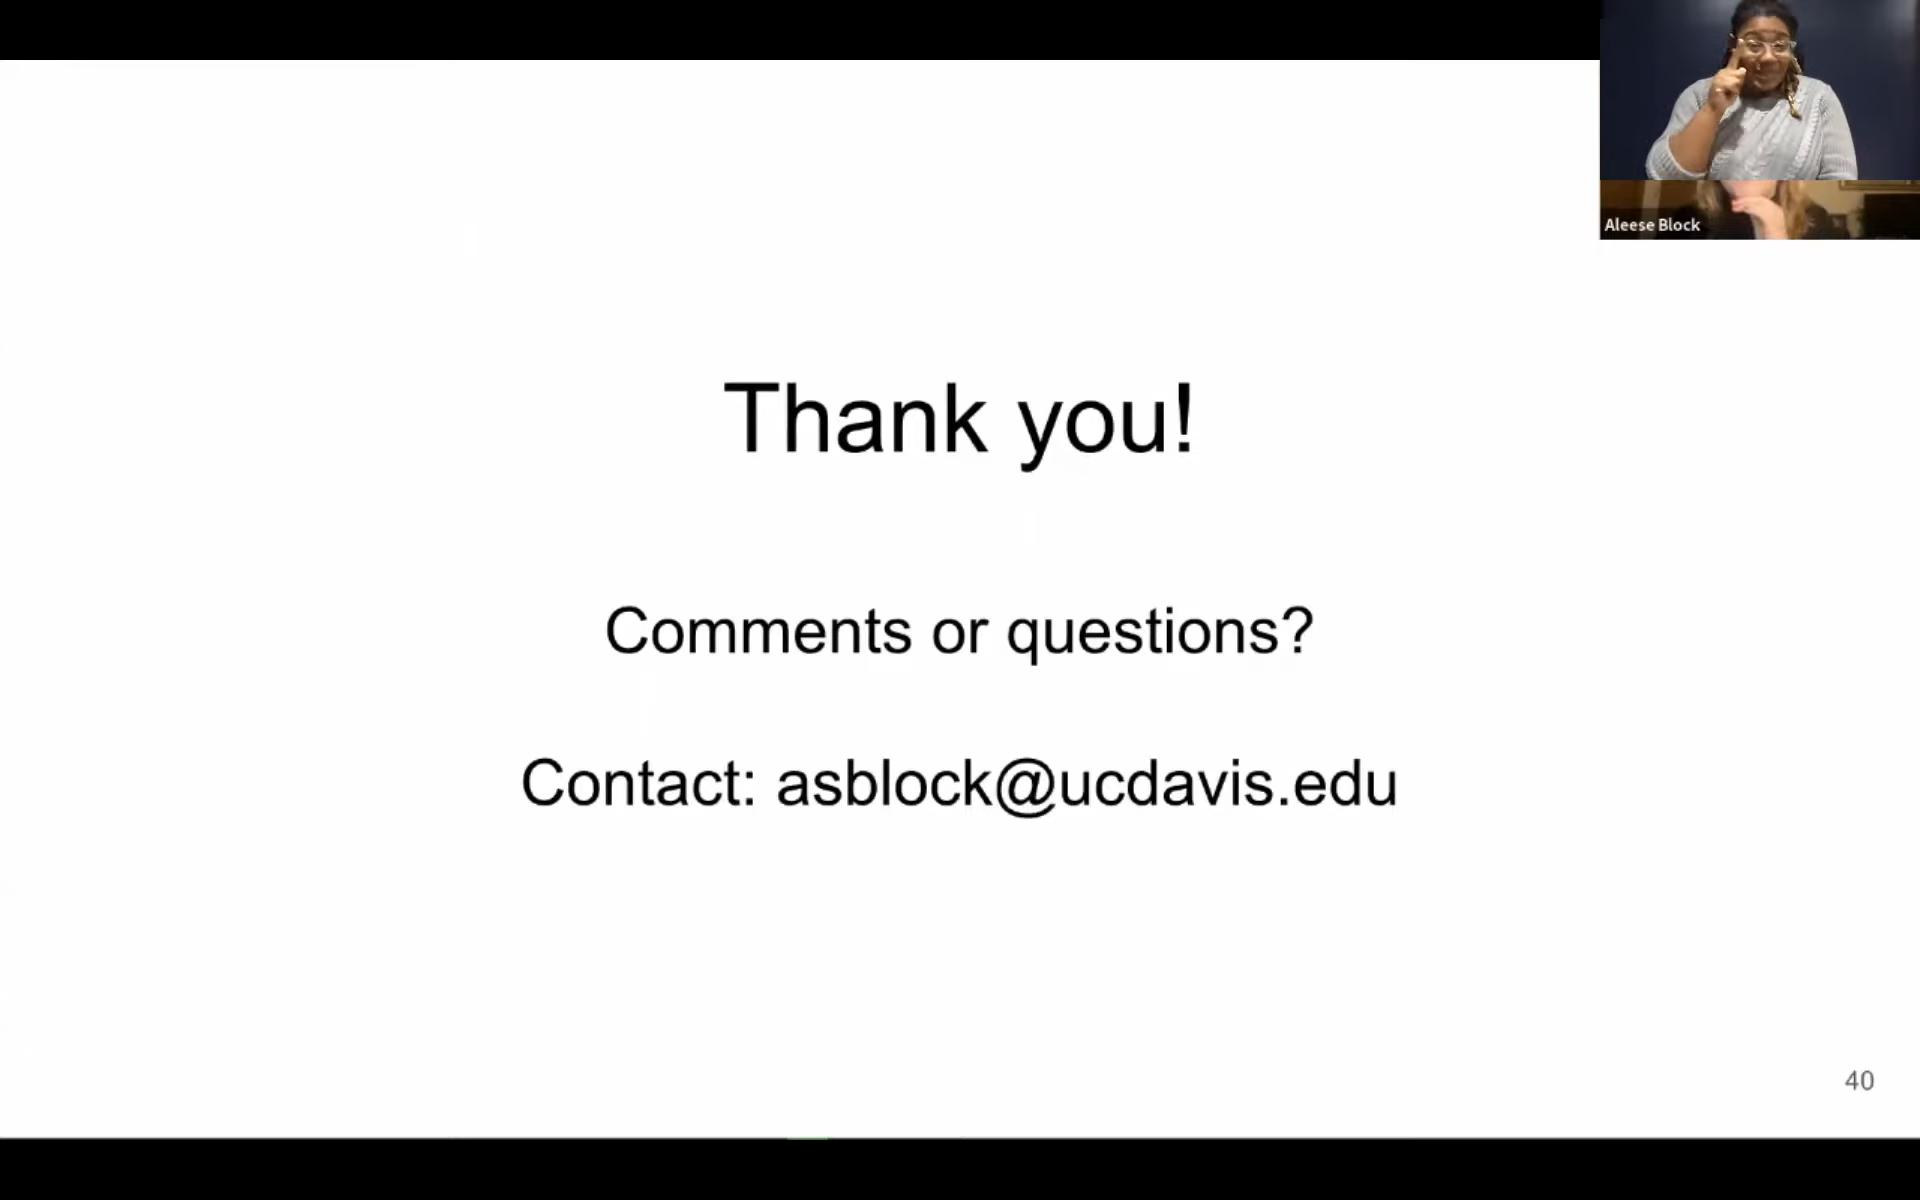 Aleese Block
Thank you!
Comments or questions?
Contact: asblock@ucdavis.edu
40